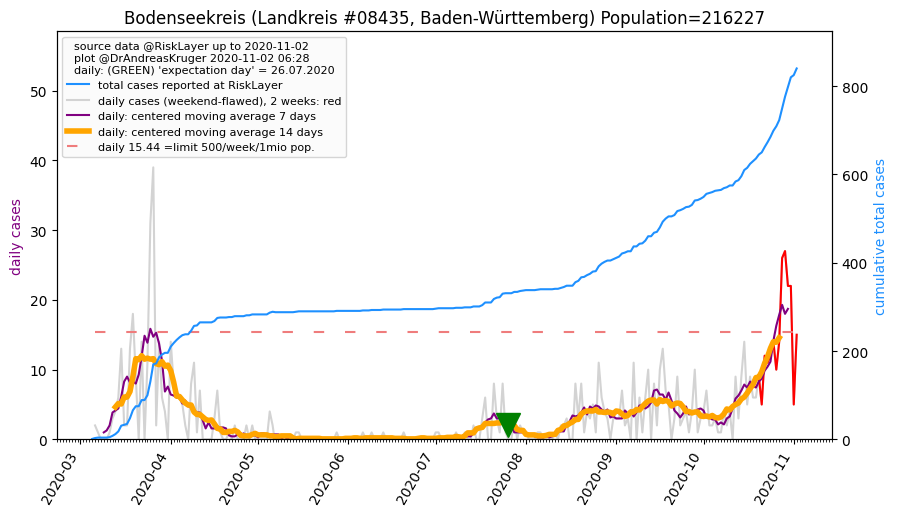 Bodenseekreis (Landkreis #08435, Baden-Württemberg) Population=216227
source data @RiskLayer up to 2020-11-02
plot @DrAndreasKruger 2020-11-02 06:28
daily: (GREEN) 'expectation day' = 26.07.2020
total cases reported at RiskLayer
daily cases (weekend-flawed), 2 weeks: red
daily: centered moving average 7 days
daily: centered moving average 14 days
daily 15.44 =limit 500/week/1mio pop.
daily cases
50
40
30
20
10
0
800
600
400
200
0
cumulative total cases
2020-03
2020-04
2020-05
2020-06
2020-07
2020-08
2020-09
2020-10
2020-11